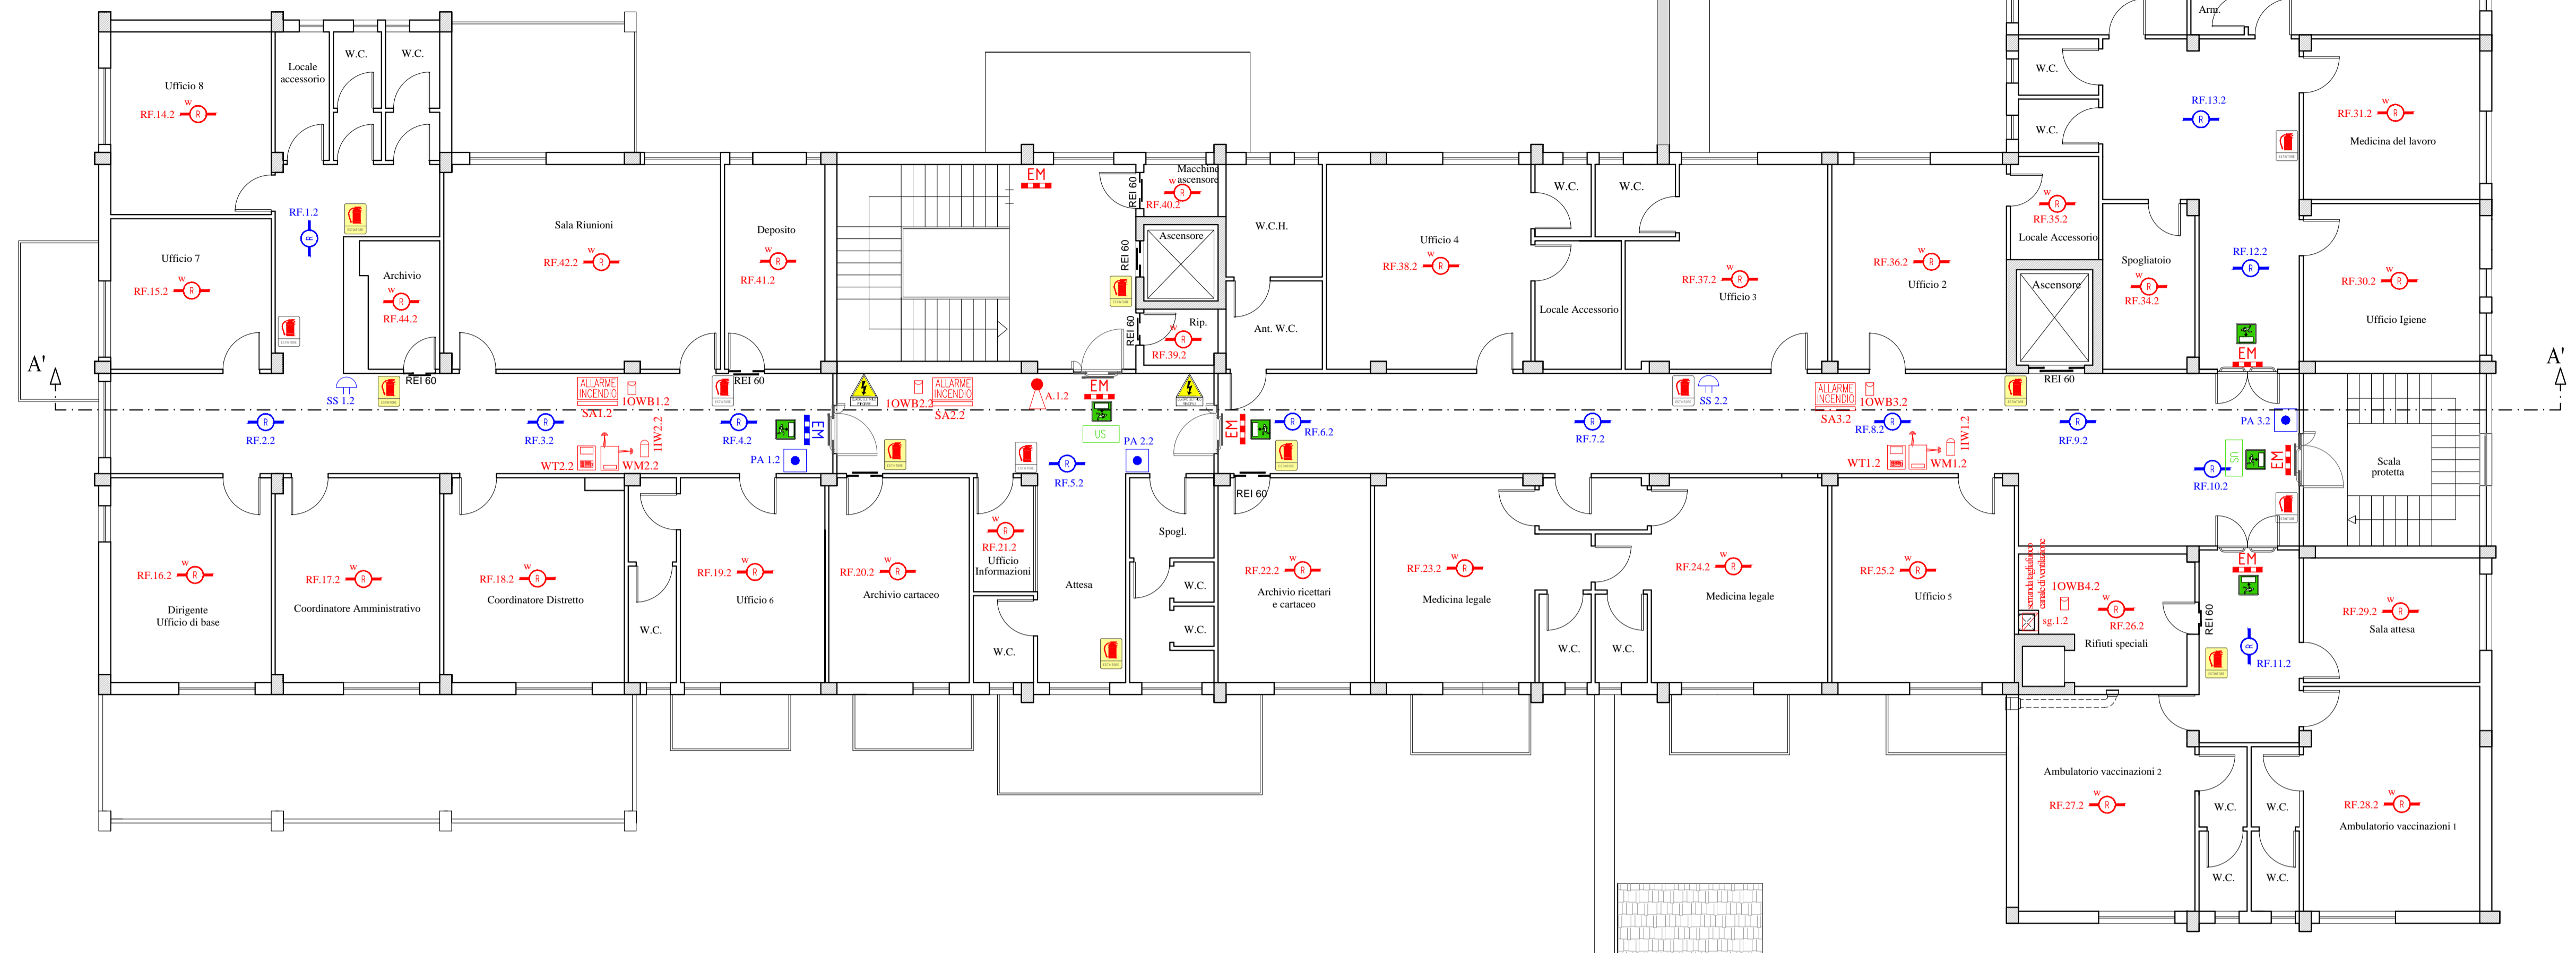 Arm.
W.C.
W.C.
Locale
accessorio
Ufficio 8
W
R
RF.14.2
W.C.
W.C.
RF.13.2
R
W
R
RF.31.2
Medicina del lavoro
EM
REI 60
Macchine
ascensore
W
R
RF.40.2
W.C.
W.C.
W
R
RF.35.2
Locale Accessorio
RF.1.2
R
Ufficio 7
W
R
RF.15.2
Archivio
W
R
RF.44.2
REI 60
Sala Riunioni
W
R
RF.42.2
Deposito
W
R
RF.41.2
REI 60
REI 60
Ascensore
REI 60
Rip.
W
R
RF.39.2
W.C.H.
Ant. W.C.
Ufficio 4
W
R
RF.38.2
Locale Accessorio
W
R
RF.37.2
Ufficio 3
W
R
RF.36.2
Ufficio 2
Ascensore
REI 60
Spogliatoio
W
R
RF.34.2
RF.12.2
R
W
R
RF.30.2
Ufficio Igiene
EM
A'
A'
SS 1.2
ALLARME
INCENDIO
SA1.2
1OWB1.2
1OWB2.2
ALLARME
INCENDIO
SA2.2
A.1.2
EM
SS 2.2
ALLARME
INCENDIO
SA3.2
1OWB3.2
R
RF.2.2
R
RF.3.2
R
RF.4.2
EM
PA 1.2
WT2.2
WM2.2
1IW2.2
US
PA 2.2
R
RF.5.2
EM
R
RF.6.2
R
RF.7.2
R
RF.8.2
WT1.2
WM1.2
1IW1.2
R
RF.9.2
PA 3.2
US
EM
R
RF.10.2
Scala
protetta
REI 60
W
R
RF.16.2
Dirigente
Ufficio di base
W
R
RF.17.2
Coordinatore Amministrativo
W
R
RF.18.2
Coordinatore Distretto
W.C.
W
R
RF.19.2
Ufficio 6
W
R
RF.20.2
Archivio cartaceo
W
R
RF.21.2
Ufficio
Informazioni
W.C.
Attesa
Spogl.
W.C.
W.C.
W
R
RF.22.2
Archivio ricettari
e cartaceo
W
R
RF.23.2
Medicina legale
W.C.
W.C.
W
R
RF.24.2
Medicina legale
W
R
RF.25.2
Ufficio 5
serranda tagliafuoco
canale di ventilazione
sg.1.2
1OWB4.2
W
R
RF.26.2
Rifiuti speciali
REI 60
EM
R
RF.11.2
W
R
RF.29.2
Sala attesa
Ambulatorio vaccinazioni 2
W
R
RF.27.2
W.C.
W.C.
W
R
RF.28.2
Ambulatorio vaccinazioni 1
W.C.
W.C.